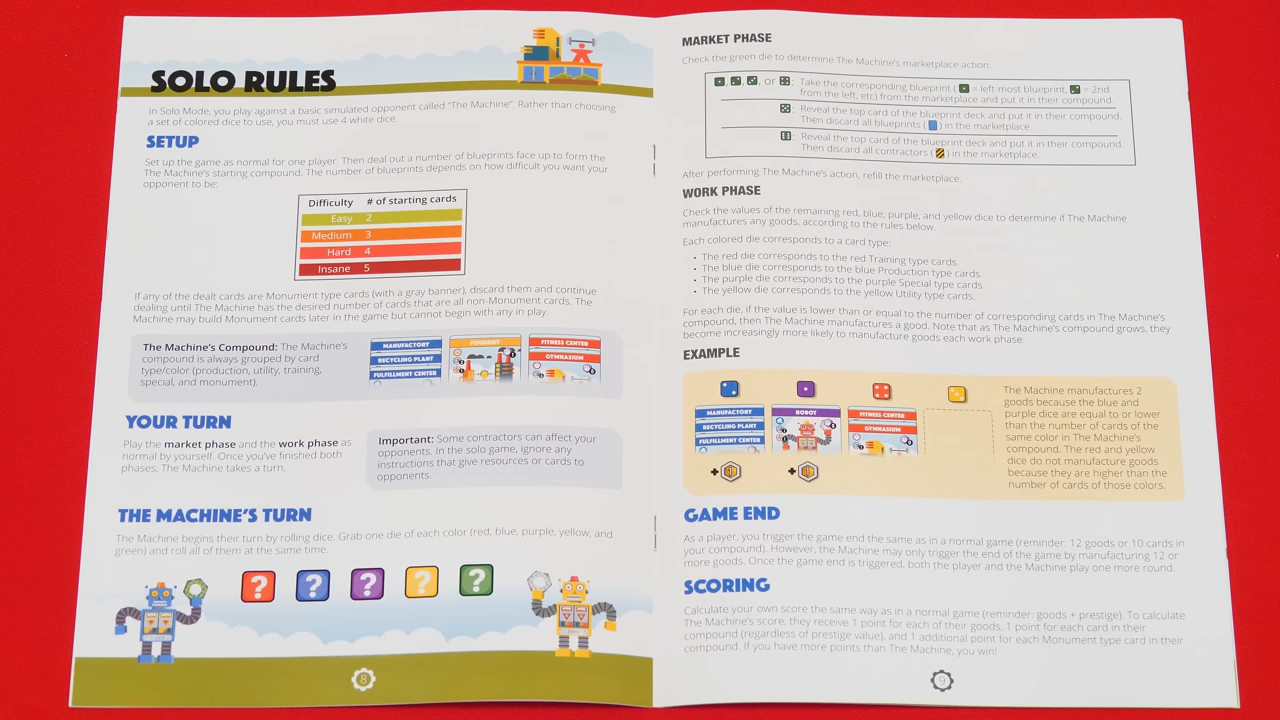 SOLO RULES
In Solo Mode, you play against a basic simulated opponent called "The Machine". Rather than choosing
a set of colored dice to use, you must use 4 white dice.
SETUP
Set up the game as normal for one player. Then deal out a number of blueprints face up to form the
The Machine's starting compound. The number of blueprints depends on how difficult you want your
opponent to be:
Difficulty # of starting cards
Easy 2
Medium 3
Hard 4
Insane 5
If any of the dealt cards are Monument type cards (with a gray banner), discard them and continue
dealing until The Machine has the desired number of cards that are all non-Monument cards. The
Machine may build Monument cards later in the game but cannot begin with any in play.
The Machine's Compound: The Machine's
compound is always grouped by card
type/color (production, utility, training,
special, and monument).
MANUFACTORY
RECYCLING PLANT
FULFILLMENT CENTER
FOUNDRY
FITNESS CENTER
GYMNASIUM
YOUR TURN
Play the market phase and the work phase as
normal by yourself. Once you've finished both
phases, The Machine takes a turn.
Important: Some contractors can affect your
opponents. In the solo game, ignore any
instructions that give resources or cards to
opponents.
THE MACHINE'S TURN
The Machine begins their turn by rolling dice. Grab one die of each color (red, blue, purple, yellow, and
green) and roll all of them at the same time.
? ? ? ? ?
8
MARKET PHASE
Check the green die to determine The Machine's marketplace action.
, , , or : Take the corresponding blueprint ( = left-most blueprint, = 2nd
from the left, etc) from the marketplace and put it in their compound.
: Reveal the top card of the blueprint deck and put it in their compound.
Then discard all blueprints ( ) in the marketplace.
: Reveal the top card of the blueprint deck and put it in their compound.
Then discard all contractors ( ) in the marketplace.
After performing The Machine's action, refill the marketplace.
WORK PHASE
Check the values of the remaining red, blue, purple, and yellow dice to determine if The Machine
manufactures any goods, according to the rules below.
Each colored die corresponds to a card type:
• The red die corresponds to the red Training type cards.
• The blue die corresponds to the blue Production type cards.
• The purple die corresponds to the purple Special type cards.
• The yellow die corresponds to the yellow Utility type cards.
For each die, if the value is lower than or equal to the number of corresponding cards in The Machine's
compound, then The Machine manufactures a good. Note that as The Machine's compound grows, they
become increasingly more likely to manufacture goods each work phase.
EXAMPLE
MANUFACTORY
RECYCLING PLANT
FULFILLMENT CENTER
+
ROBOT
+
FITNESS CENTER
GYMNASIUM
The Machine manufactures 2
goods because the blue and
purple dice are equal to or lower
than the number of cards of the
same color in The Machine's
compound. The red and yellow
dice do not manufacture goods
because they are higher than the
number of cards of those colors.
GAME END
As a player, you trigger the game end the same as in a normal game (reminder: 12 goods or 10 cards in
your compound). However, the Machine may only trigger the end of the game by manufacturing 12 or
more goods. Once the game end is triggered, both the player and the Machine play one more round.
SCORING
Calculate your own score the same way as in a normal game (reminder: goods + prestige). To calculate
The Machine's score, they receive 1 point for each of their goods, 1 point for each card in their
compound (regardless of prestige value), and 1 additional point for each Monument type card in their
compound. If you have more points than The Machine, you win!
9